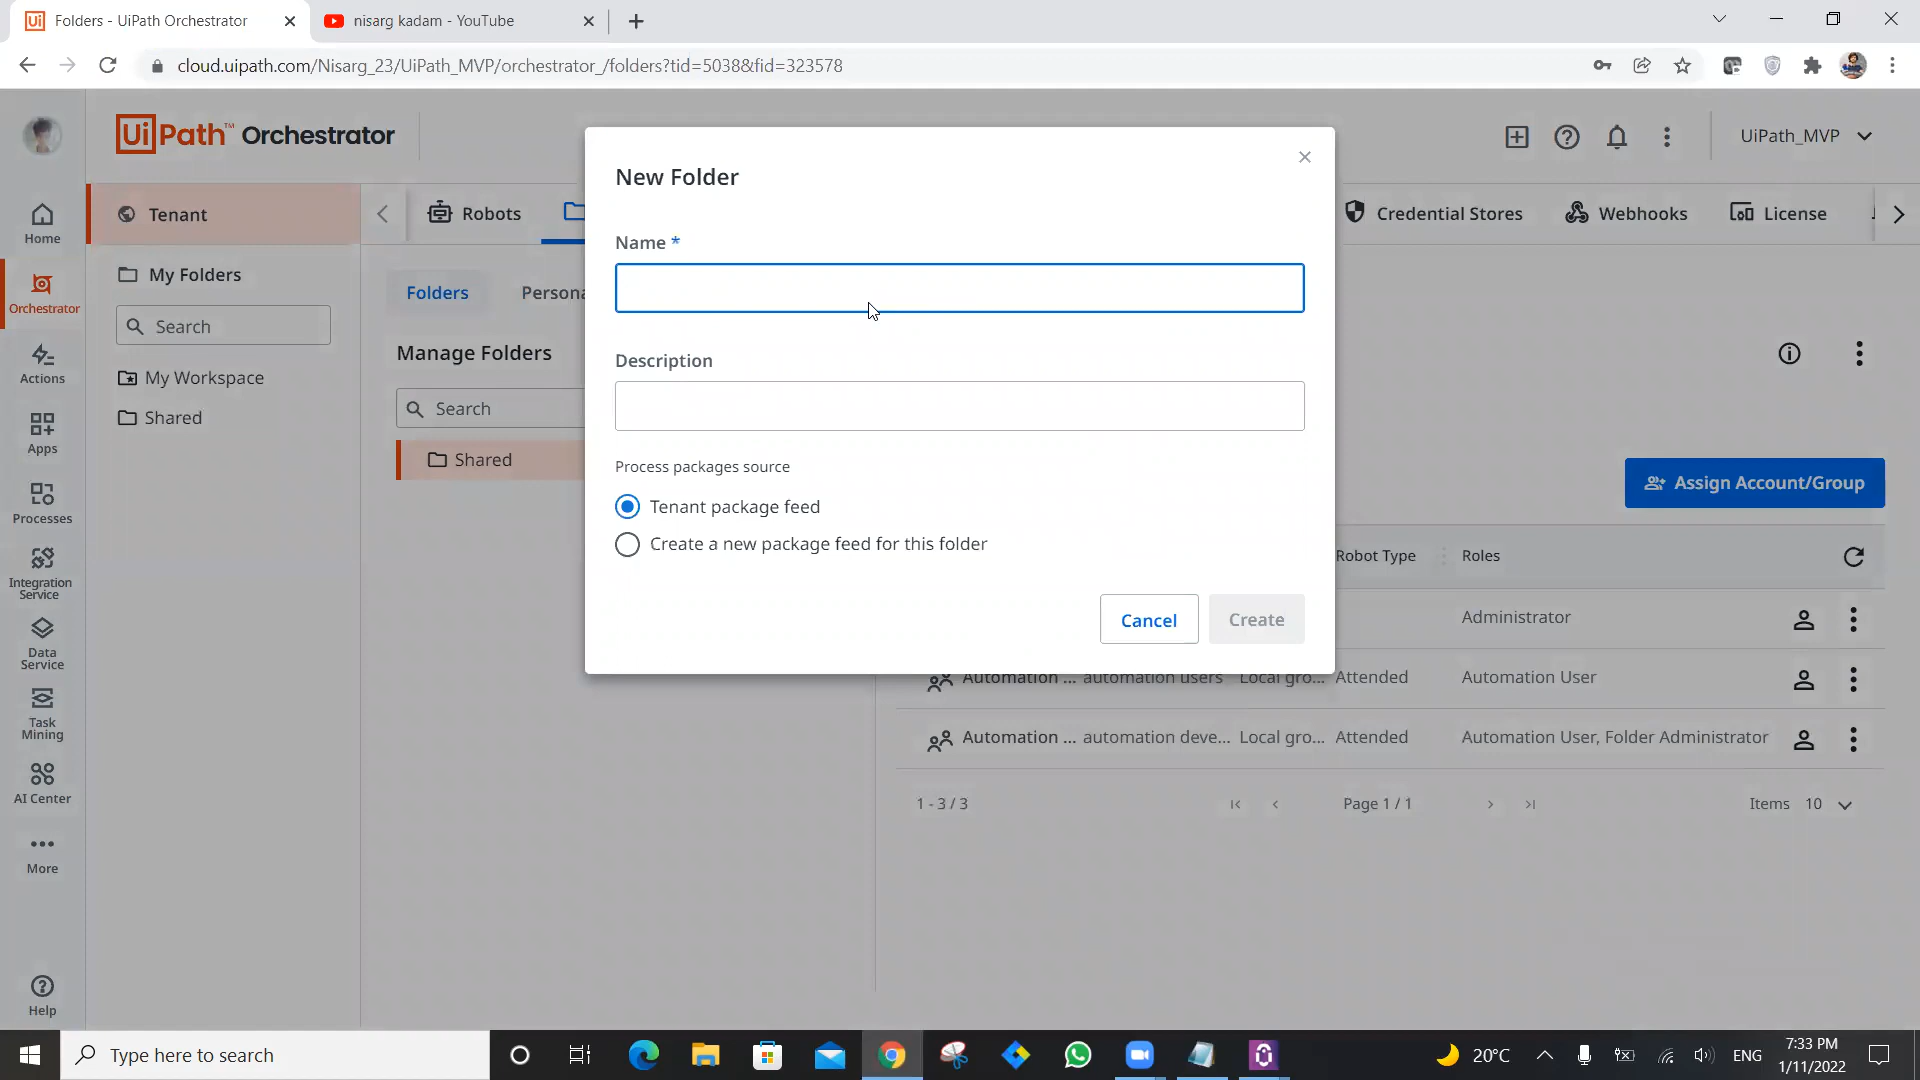 Folders - UiPath Orchestrator
nisarg kadam - YouTube
cloud.uipath.com/Nisarg_23/UiPath_MVP/orchestrator_/folders?tid=5038&fid=323578
UiPath™ Orchestrator
UiPath_MVP
Home
Orchestrator
Actions
Apps
Processes
Integration
Service
Data
Service
Task
Mining
AI Center
More
Help
Tenant
My Folders
Search
My Workspace
Shared
Robots
Credential Stores
Webhooks
License
Folders
Persona
Manage Folders
Search
Shared
New Folder
Name *
Description
Process packages source
Tenant package feed
Create a new package feed for this folder
Cancel
Create
Assign Account/Group
Robot Type
Roles
Administrator
Automation ... automation users Local gro... Attended Automation User
Automation ... automation deve... Local gro... Attended Automation User, Folder Administrator
1 - 3 / 3
Page 1 / 1
Items 10
Type here to search
20°C
ENG
7:33 PM
1/11/2022